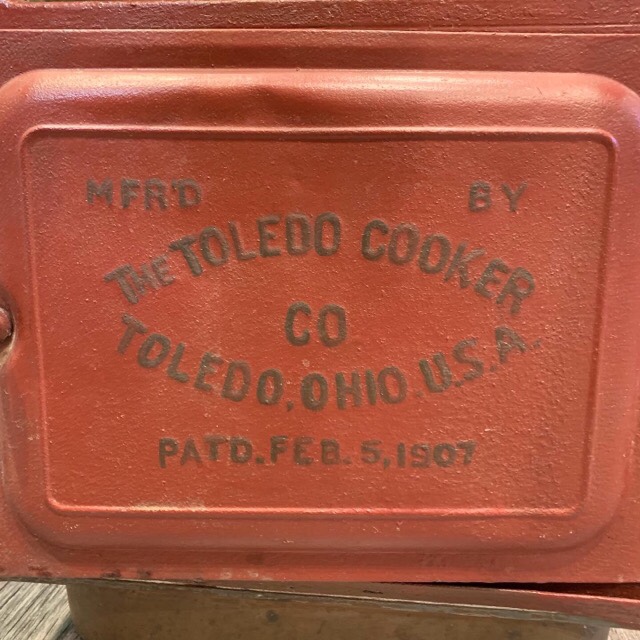 MFR'D BY
THE TOLEDO COOKER
CO
TOLEDO, OHIO. U.S.A.
PAT'D. FEB. 5, 1907